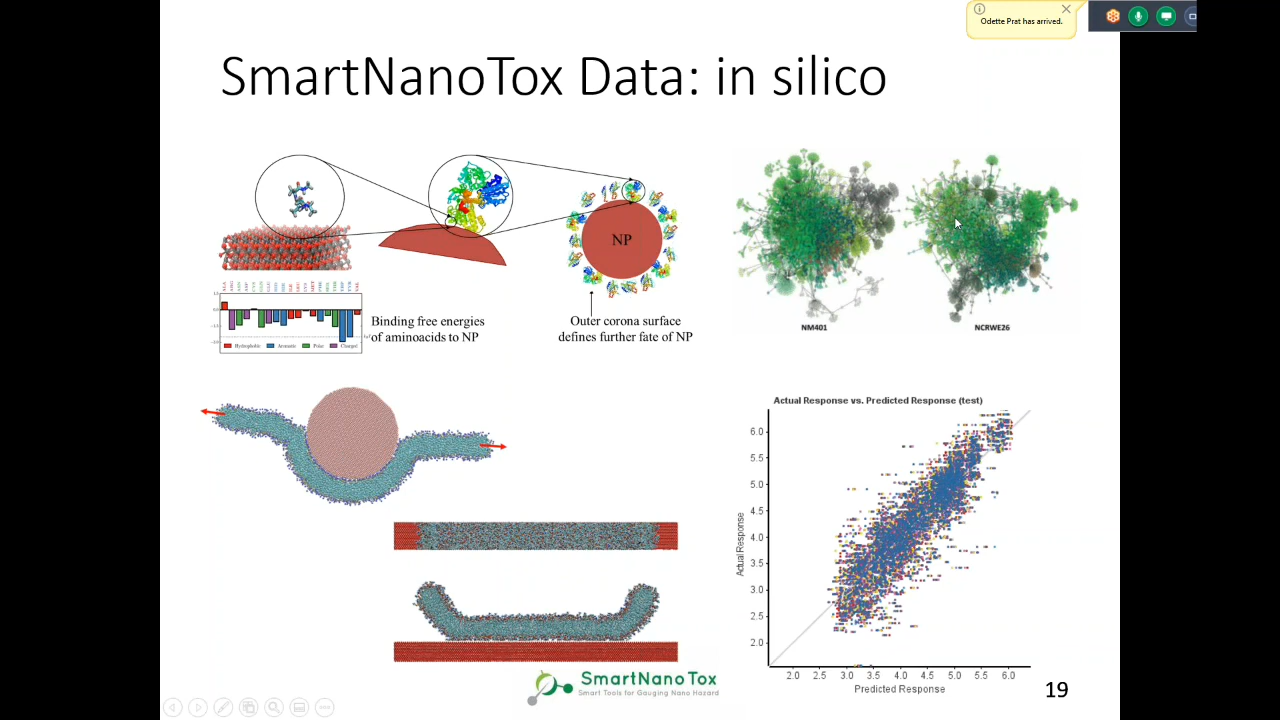 Odette Prat has arrived.
SmartNanoTox Data: in silico
NP
Binding free energies
of aminoacids to NP
Outer corona surface
defines further fate of NP
Hydrophobic Aromatic Polar Charged
NM401
NCRWE26
Actual Response vs. Predicted Response (test)
6.0
5.5
5.0
4.5
4.0
3.5
3.0
2.5
2.0
Actual Response
2.0 2.5 3.0 3.5 4.0 4.5 5.0 5.5 6.0
Predicted Response
SmartNanoTox
Smart Tools for Gauging Nano Hazard
19